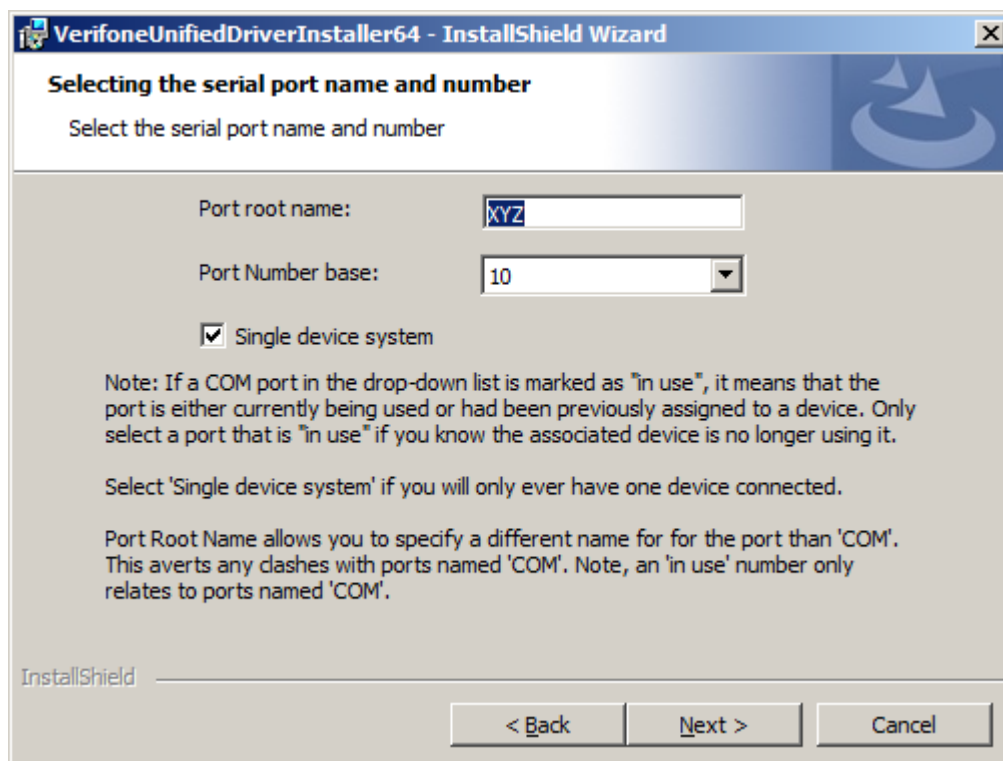 VerifoneUnifiedDriverInstaller64 - InstallShield Wizard
Selecting the serial port name and number
Select the serial port name and number
Port root name:
XYZ
Port Number base:
10
Single device system
Note: If a COM port in the drop-down list is marked as "in use", it means that the
port is either currently being used or had been previously assigned to a device. Only
select a port that is "in use" if you know the associated device is no longer using it.
Select 'Single device system' if you will only ever have one device connected.
Port Root Name allows you to specify a different name for for the port than 'COM'.
This averts any clashes with ports named 'COM'. Note, an 'in use' number only
relates to ports named 'COM'.
InstallShield
< Back
Next >
Cancel